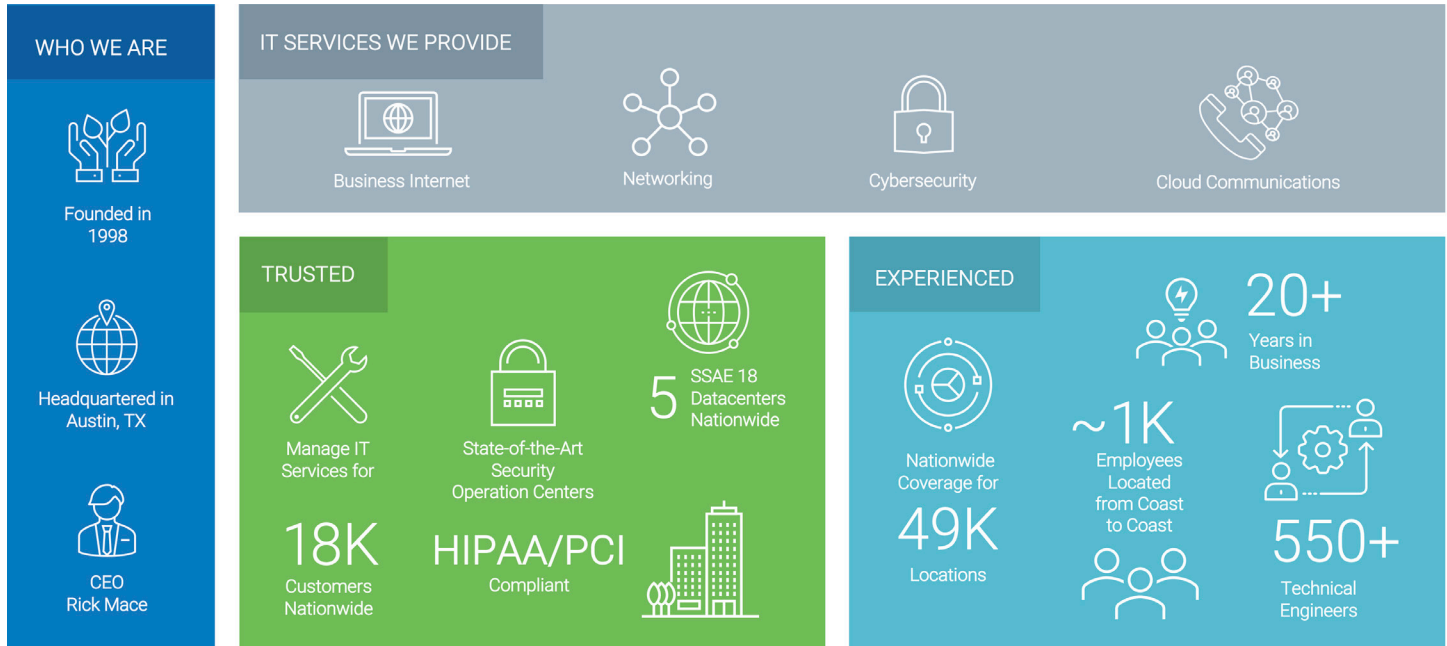 WHO WE ARE
Founded in
1998
Headquartered in
Austin, TX
CEO
Rick Mace
IT SERVICES WE PROVIDE
Business Internet
Networking
Cybersecurity
Cloud Communications
TRUSTED
Manage IT
Services for
18K
Customers
Nationwide
State-of-the-Art
Security
Operation Centers
HIPAA/PCI
Compliant
5
SSAE 18
Datacenters
Nationwide
EXPERIENCED
Nationwide
Coverage for
49K
Locations
20+
Years in
Business
~1K
Employees
Located
from Coast
to Coast
550+
Technical
Engineers